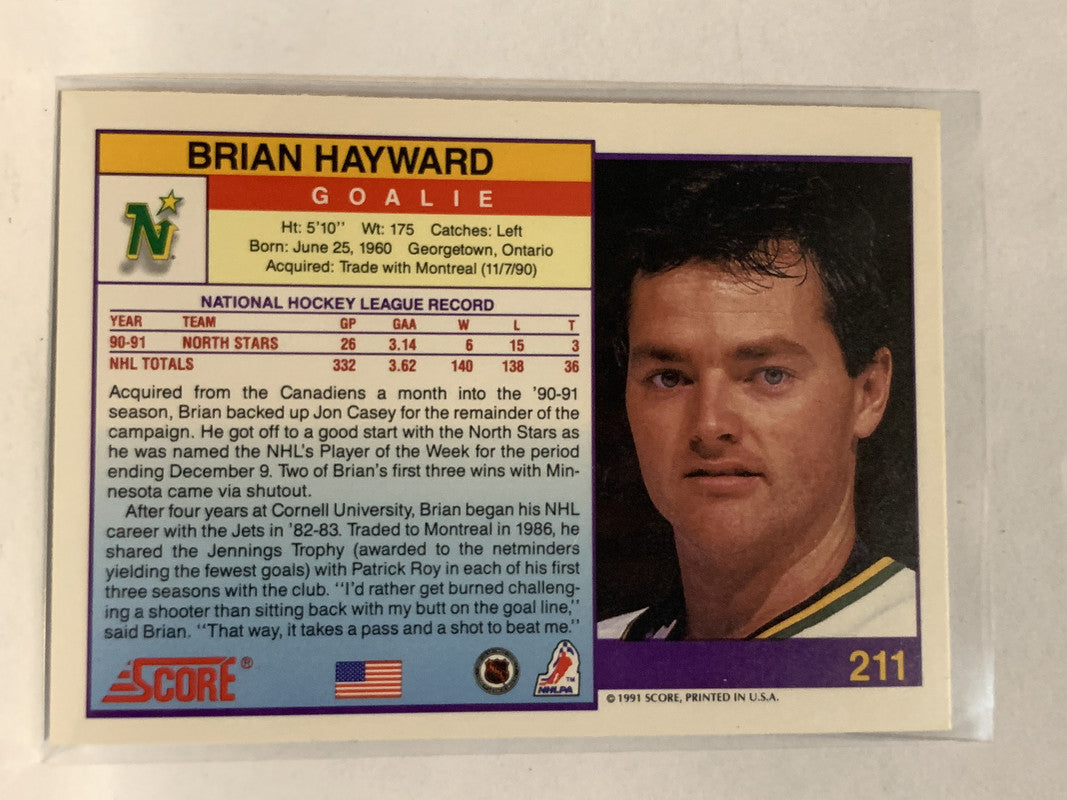 BRIAN HAYWARD
GOALIE
N
Ht: 5'10'' Wt: 175 Catches: Left
Born: June 25, 1960 Georgetown, Ontario
Acquired: Trade with Montreal (11/7/90)
NATIONAL HOCKEY LEAGUE RECORD
YEAR TEAM GP GAA W L T
90-91 NORTH STARS 26 3.14 6 15 3
NHL TOTALS 332 3.62 140 138 36
Acquired from the Canadiens a month into the '90-91
season, Brian backed up Jon Casey for the remainder of the
campaign. He got off to a good start with the North Stars as
he was named the NHL's Player of the Week for the period
ending December 9. Two of Brian's first three wins with Min-
nesota came via shutout.
After four years at Cornell University, Brian began his NHL
career with the Jets in '82-83. Traded to Montreal in 1986, he
shared the Jennings Trophy (awarded to the netminders
yielding the fewest goals) with Patrick Roy in each of his first
three seasons with the club. "I'd rather get burned challeng-
ing a shooter than sitting back with my butt on the goal line,"
said Brian. "That way, it takes a pass and a shot to beat me."
SCORE®
NHLPA ™
211
© 1991 SCORE, PRINTED IN U.S.A.